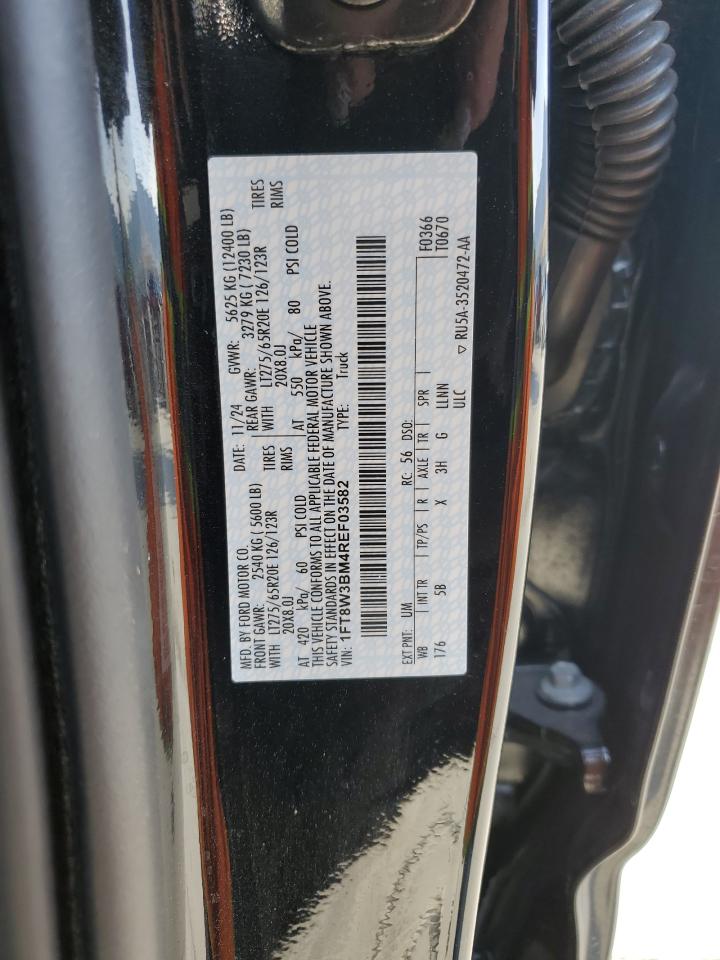 MFD. BY FORD MOTOR CO. DATE: 11/24 GVWR: 5625 KG (12400 LB)
FRONT GAWR: 2540 KG ( 5600 LB) REAR GAWR: 3279 KG ( 7230 LB)
WITH LT275/65R20E 126/123R TIRES WITH LT275/65R20E 126/123R TIRES
20X8.0J RIMS 20X8.0J RIMS
AT 420 kPa/ 60 PSI COLD AT 550 kPa/ 80 PSI COLD
THIS VEHICLE CONFORMS TO ALL APPLICABLE FEDERAL MOTOR VEHICLE
SAFETY STANDARDS IN EFFECT ON THE DATE OF MANUFACTURE SHOWN ABOVE.
VIN: 1FT8W3BM4REF03582 TYPE: Truck
F0366
T0670
EXT PNT: UM RC: 56 DSO:
WB INT TR TP/PS R AXLE TR SPR
176 5B X 3H G LLNN
ULC ▽ RU5A-3520472-AA